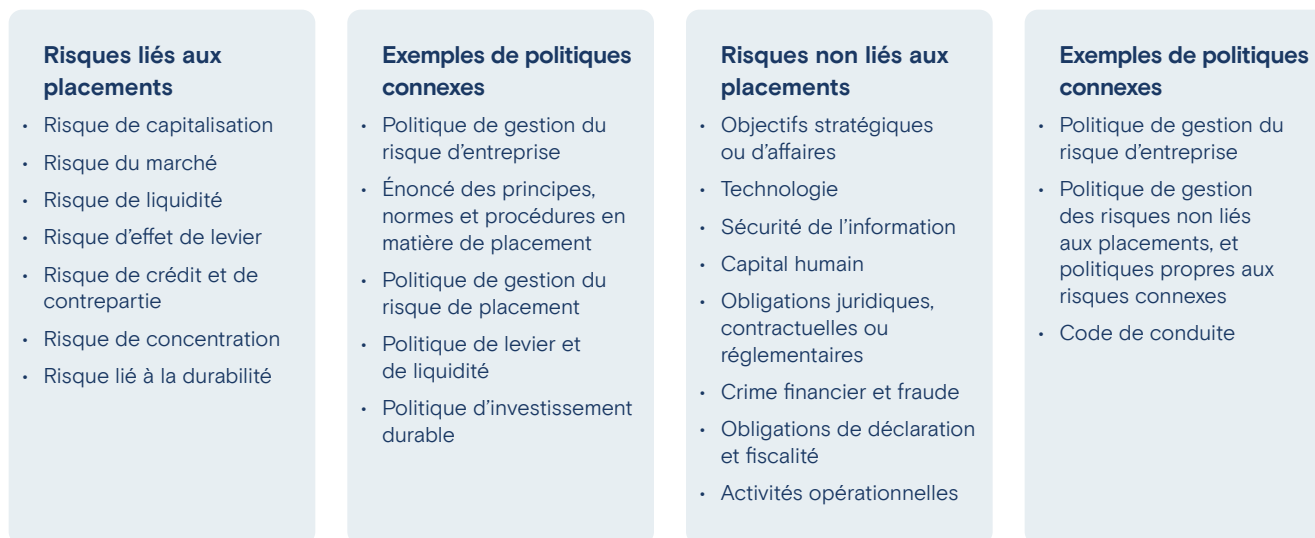 Risques liés aux
placements
• Risque de capitalisation
• Risque du marché
• Risque de liquidité
• Risque d’effet de levier
• Risque de crédit et de
contrepartie
• Risque de concentration
• Risque lié à la durabilité
Exemples de politiques
connexes
• Politique de gestion du
risque d’entreprise
• Énoncé des principes,
normes et procédures en
matière de placement
• Politique de gestion du
risque de placement
• Politique de levier et
de liquidité
• Politique d’investissement
durable
Risques non liés aux
placements
• Objectifs stratégiques
ou d’affaires
• Technologie
• Sécurité de l’information
• Capital humain
• Obligations juridiques,
contractuelles ou
réglementaires
• Crime financier et fraude
• Obligations de déclaration
et fiscalité
• Activités opérationnelles
Exemples de politiques
connexes
• Politique de gestion du
risque d’entreprise
• Politique de gestion
des risques non liés
aux placements, et
politiques propres aux
risques connexes
• Code de conduite